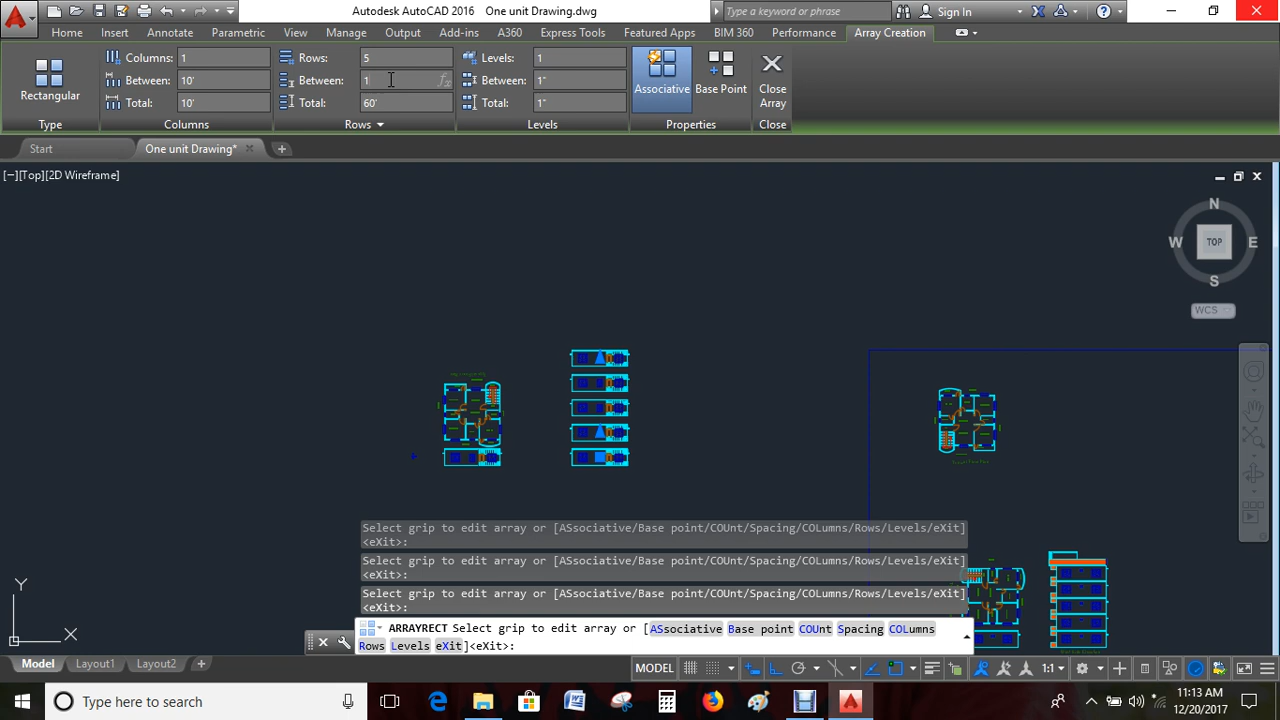 Autodesk AutoCAD 2016 One unit Drawing.dwg
Type a keyword or phrase
Sign In
Home Insert Annotate Parametric View Manage Output Add-ins A360 Express Tools Featured Apps BIM 360 Performance Array Creation
Columns: 1 Rows: 5 Levels: 1
Between: 10' Between: 1 Between: 1"
Total: 10' Total: 60' Total: 1"
Rectangular Associative Base Point Close Array
Type Columns Rows Levels Properties Close
Start One unit Drawing*
[−][Top][2D Wireframe]
N
W TOP E
S
WCS
Select grip to edit array or [ASsociative/Base point/COUnt/Spacing/COLumns/Rows/Levels/eXit]
<eXit>:
Select grip to edit array or [ASsociative/Base point/COUnt/Spacing/COLumns/Rows/Levels/eXit]
<eXit>:
Select grip to edit array or [ASsociative/Base point/COUnt/Spacing/COLumns/Rows/Levels/eXit]
<eXit>:
ARRAYRECT Select grip to edit array or [ASsociative Base point COUnt Spacing COLumns
Rows Levels eXit]<eXit>:
Y
X
Model Layout1 Layout2
MODEL 1:1
Type here to search
11:13 AM
12/20/2017